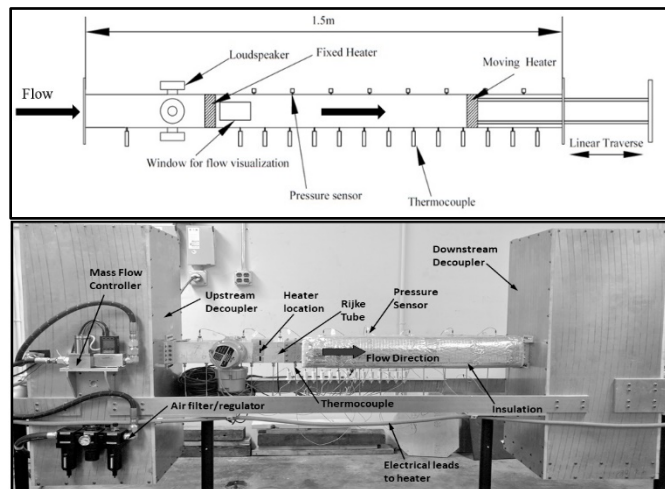 1.5m
Loudspeaker
Fixed Heater
Moving Heater
Flow
Window for flow visualization
Pressure sensor
Thermocouple
Linear Traverse
Mass Flow
Controller
Upstream
Decoupler
Heater
location
Rijke
Tube
Pressure
Sensor
Downstream
Decoupler
Flow Direction
Thermocouple
Insulation
Air filter/regulator
Electrical leads
to heater